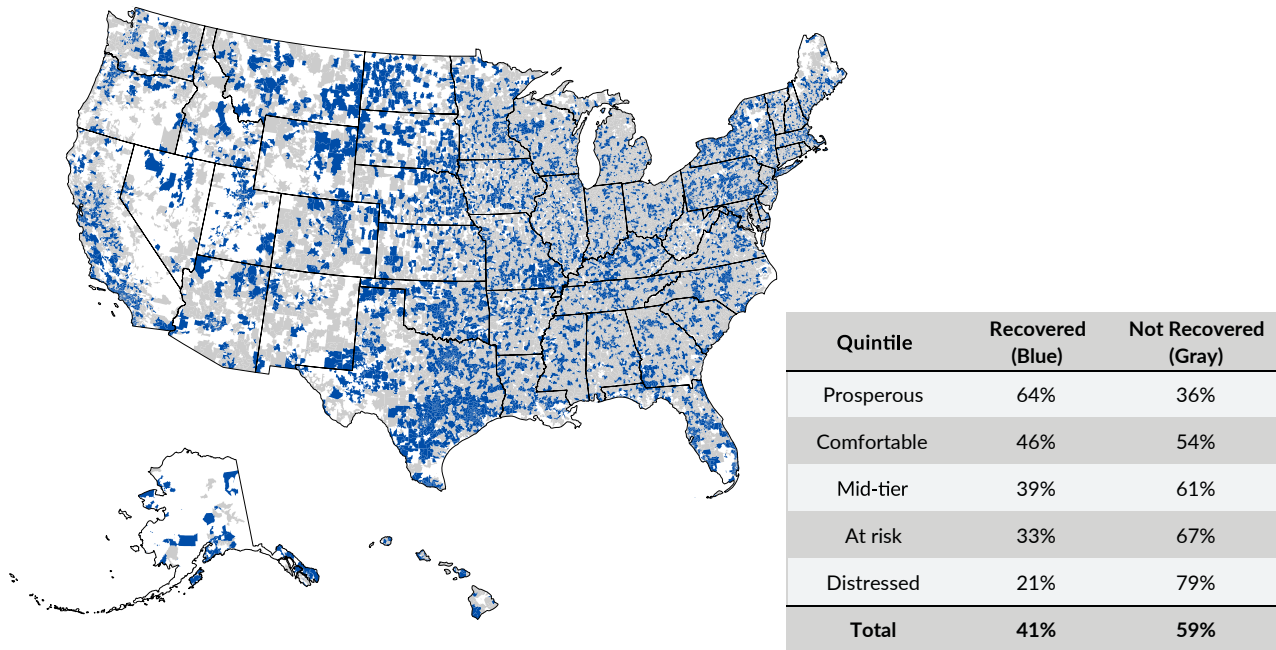 Quintile Recovered (Blue) Not Recovered (Gray)
Prosperous 64% 36%
Comfortable 46% 54%
Mid-tier 39% 61%
At risk 33% 67%
Distressed 21% 79%
Total 41% 59%